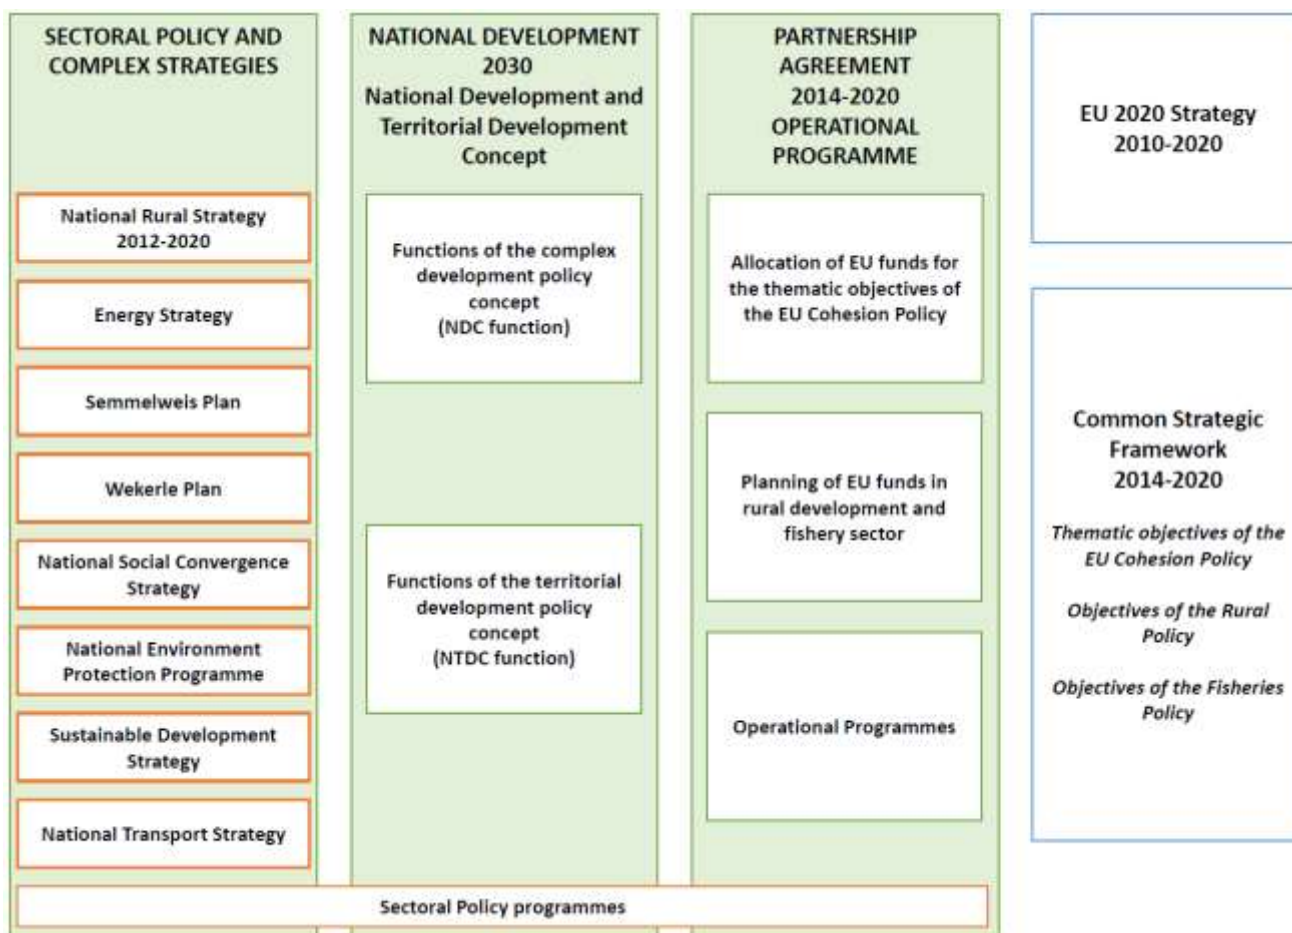 SECTORAL POLICY AND
COMPLEX STRATEGIES
National Rural Strategy
2012-2020
Energy Strategy
Semmelweis Plan
Wekerle Plan
National Social Convergence
Strategy
National Environment
Protection Programme
Sustainable Development
Strategy
National Transport Strategy
NATIONAL DEVELOPMENT
2030
National Development and
Territorial Development
Concept
Functions of the complex
development policy
concept
(NDC function)
Functions of the territorial
development policy
concept
(NTDC function)
PARTNERSHIP
AGREEMENT
2014-2020
OPERATIONAL
PROGRAMME
Allocation of EU funds for
the thematic objectives of
the EU Cohesion Policy
Planning of EU funds in
rural development and
fishery sector
Operational Programmes
Sectoral Policy programmes
EU 2020 Strategy
2010-2020
Common Strategic
Framework
2014-2020
Thematic objectives of the
EU Cohesion Policy
Objectives of the Rural
Policy
Objectives of the Fisheries
Policy